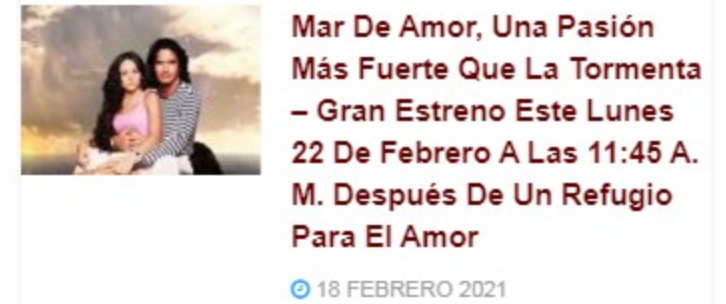 Mar De Amor, Una Pasión
Más Fuerte Que La Tormenta
– Gran Estreno Este Lunes
22 De Febrero A Las 11:45 A.
M. Después De Un Refugio
Para El Amor
18 FEBRERO 2021